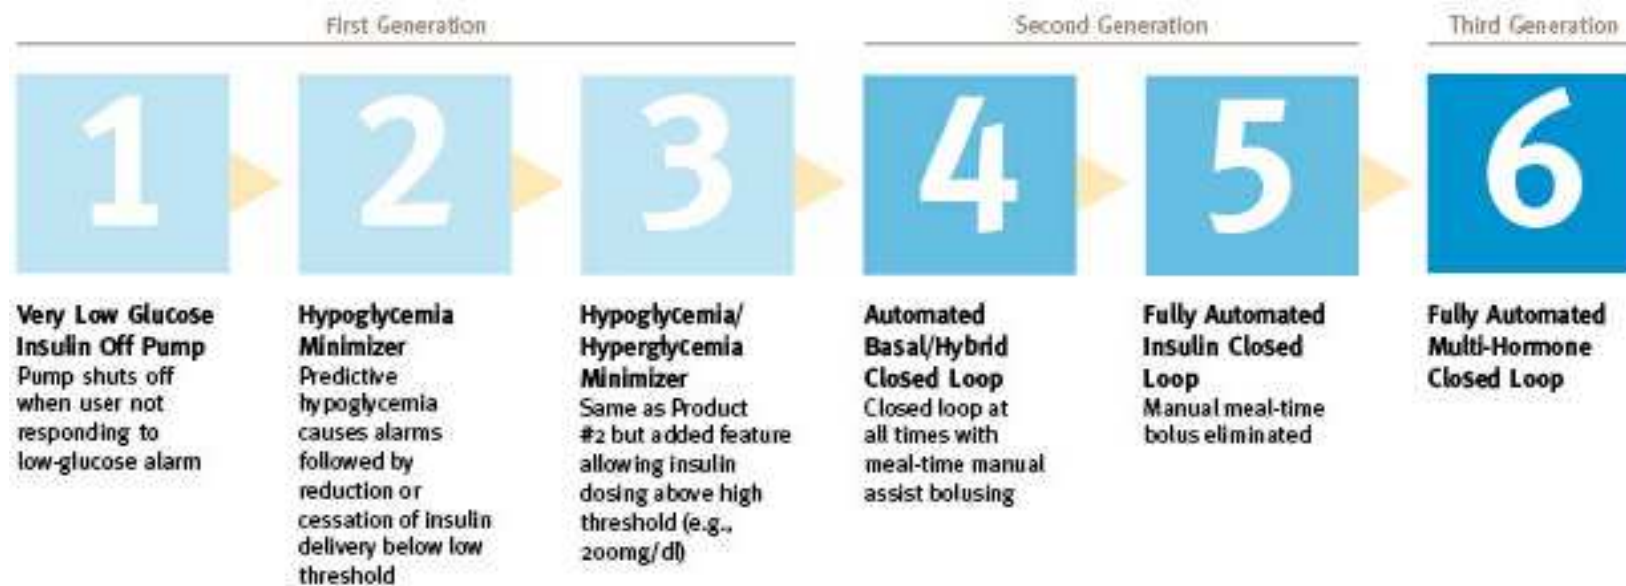 First Generation
Second Generation
Third Generation
1
2
3
4
5
6
Very Low Glucose
Insulin Off Pump
Pump shuts off
when user not
responding to
low-glucose alarm
Hypoglycemia
Minimizer
Predictive
hypoglycemia
causes alarms
followed by
reduction or
cessation of insulin
delivery below low
threshold
Hypoglycemia/
Hyperglycemia
Minimizer
Same as Product
#2 but added feature
allowing insulin
dosing above high
threshold (e.g.,
200mg/dl)
Automated
Basal/Hybrid
Closed Loop
Closed loop at
all times with
meal-time manual
assist bolusing
Fully Automated
Insulin Closed
Loop
Manual meal-time
bolus eliminated
Fully Automated
Multi-Hormone
Closed Loop